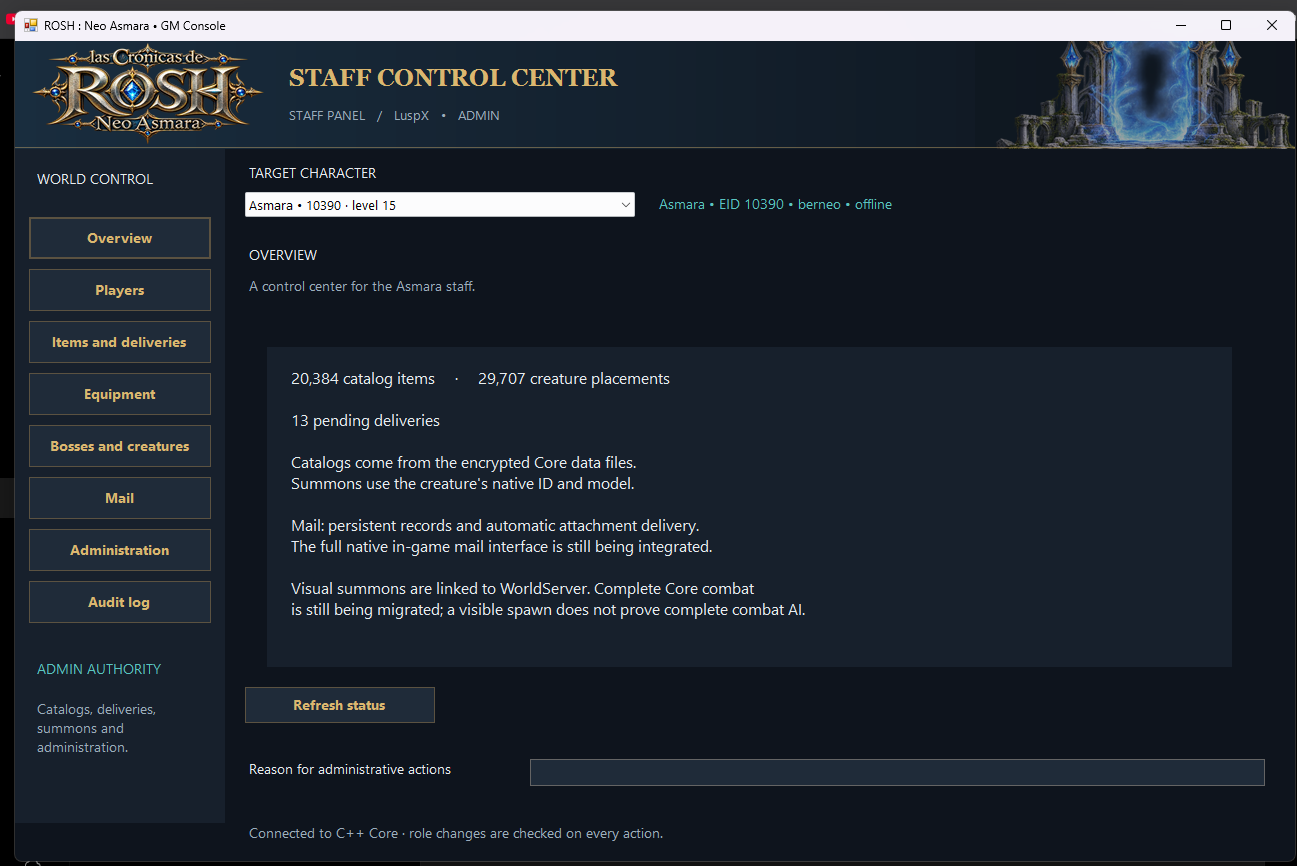 ROSH : Neo Asmara • GM Console
las Crónicas de
ROSH
Neo Asmara
STAFF CONTROL CENTER
STAFF PANEL / LuspX • ADMIN
WORLD CONTROL
Overview
Players
Items and deliveries
Equipment
Bosses and creatures
Mail
Administration
Audit log
ADMIN AUTHORITY
Catalogs, deliveries,
summons and
administration.
TARGET CHARACTER
Asmara • 10390 · level 15
Asmara • EID 10390 • berneo • offline
OVERVIEW
A control center for the Asmara staff.
20,384 catalog items · 29,707 creature placements
13 pending deliveries
Catalogs come from the encrypted Core data files.
Summons use the creature's native ID and model.
Mail: persistent records and automatic attachment delivery.
The full native in-game mail interface is still being integrated.
Visual summons are linked to WorldServer. Complete Core combat
is still being migrated; a visible spawn does not prove complete combat AI.
Refresh status
Reason for administrative actions
Connected to C++ Core · role changes are checked on every action.